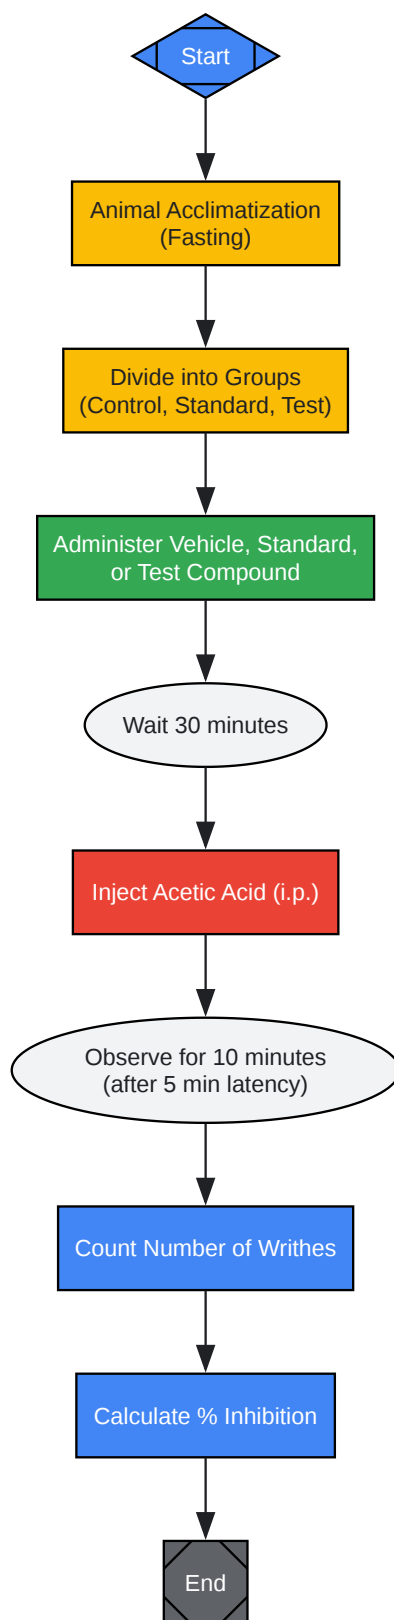 Start
Animal Acclimatization
(Fasting)
Divide into Groups
(Control, Standard, Test)
Administer Vehicle, Standard,
or Test Compound
Wait 30 minutes
Inject Acetic Acid (i.p.)
Observe for 10 minutes
(after 5 min latency)
Count Number of Writhes
Calculate % Inhibition
End